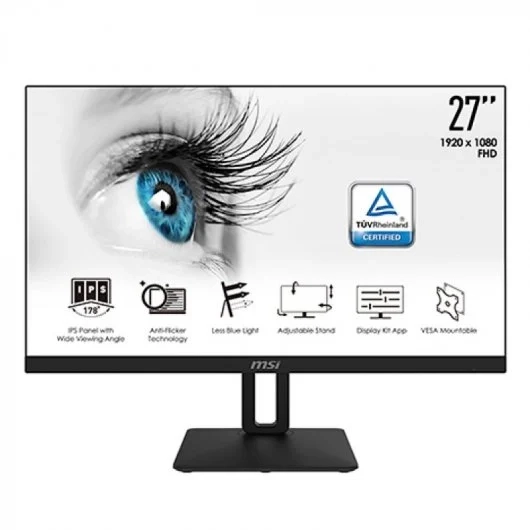 27”
1920 x 1080
FHD
TÜVRheinland
CERTIFIED
IPS
178°
IPS Panel with
Wide Viewing Angle
Anti-Flicker
Technology
Less Blue Light
Adjustable Stand
Display Kit App
VESA Mountable
msi